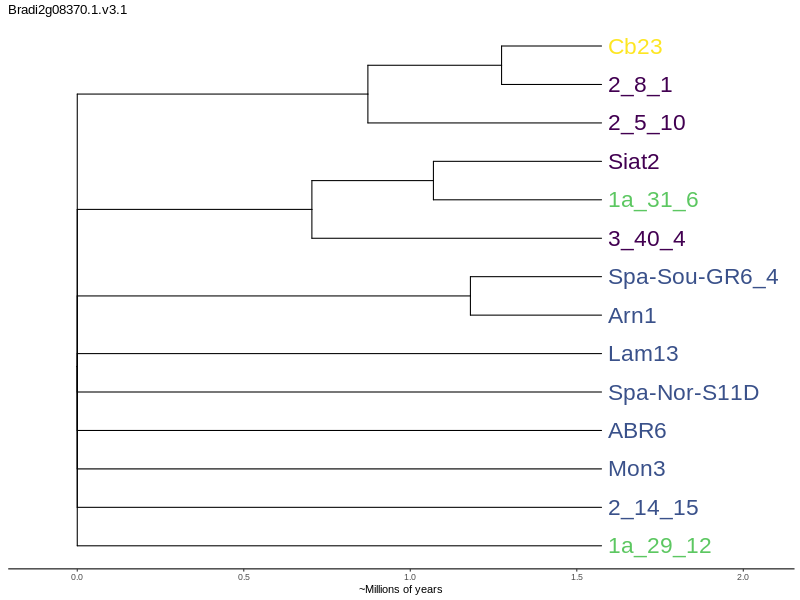 Bradi2g08370.1.v3.1
Cb23
2_8_1
2_5_10
Siat2
1a_31_6
3_40_4
Spa-Sou-GR6_4
Arn1
Lam13
Spa-Nor-S11D
ABR6
Mon3
2_14_15
1a_29_12
0.0 0.5 1.0 1.5 2.0
~Millions of years